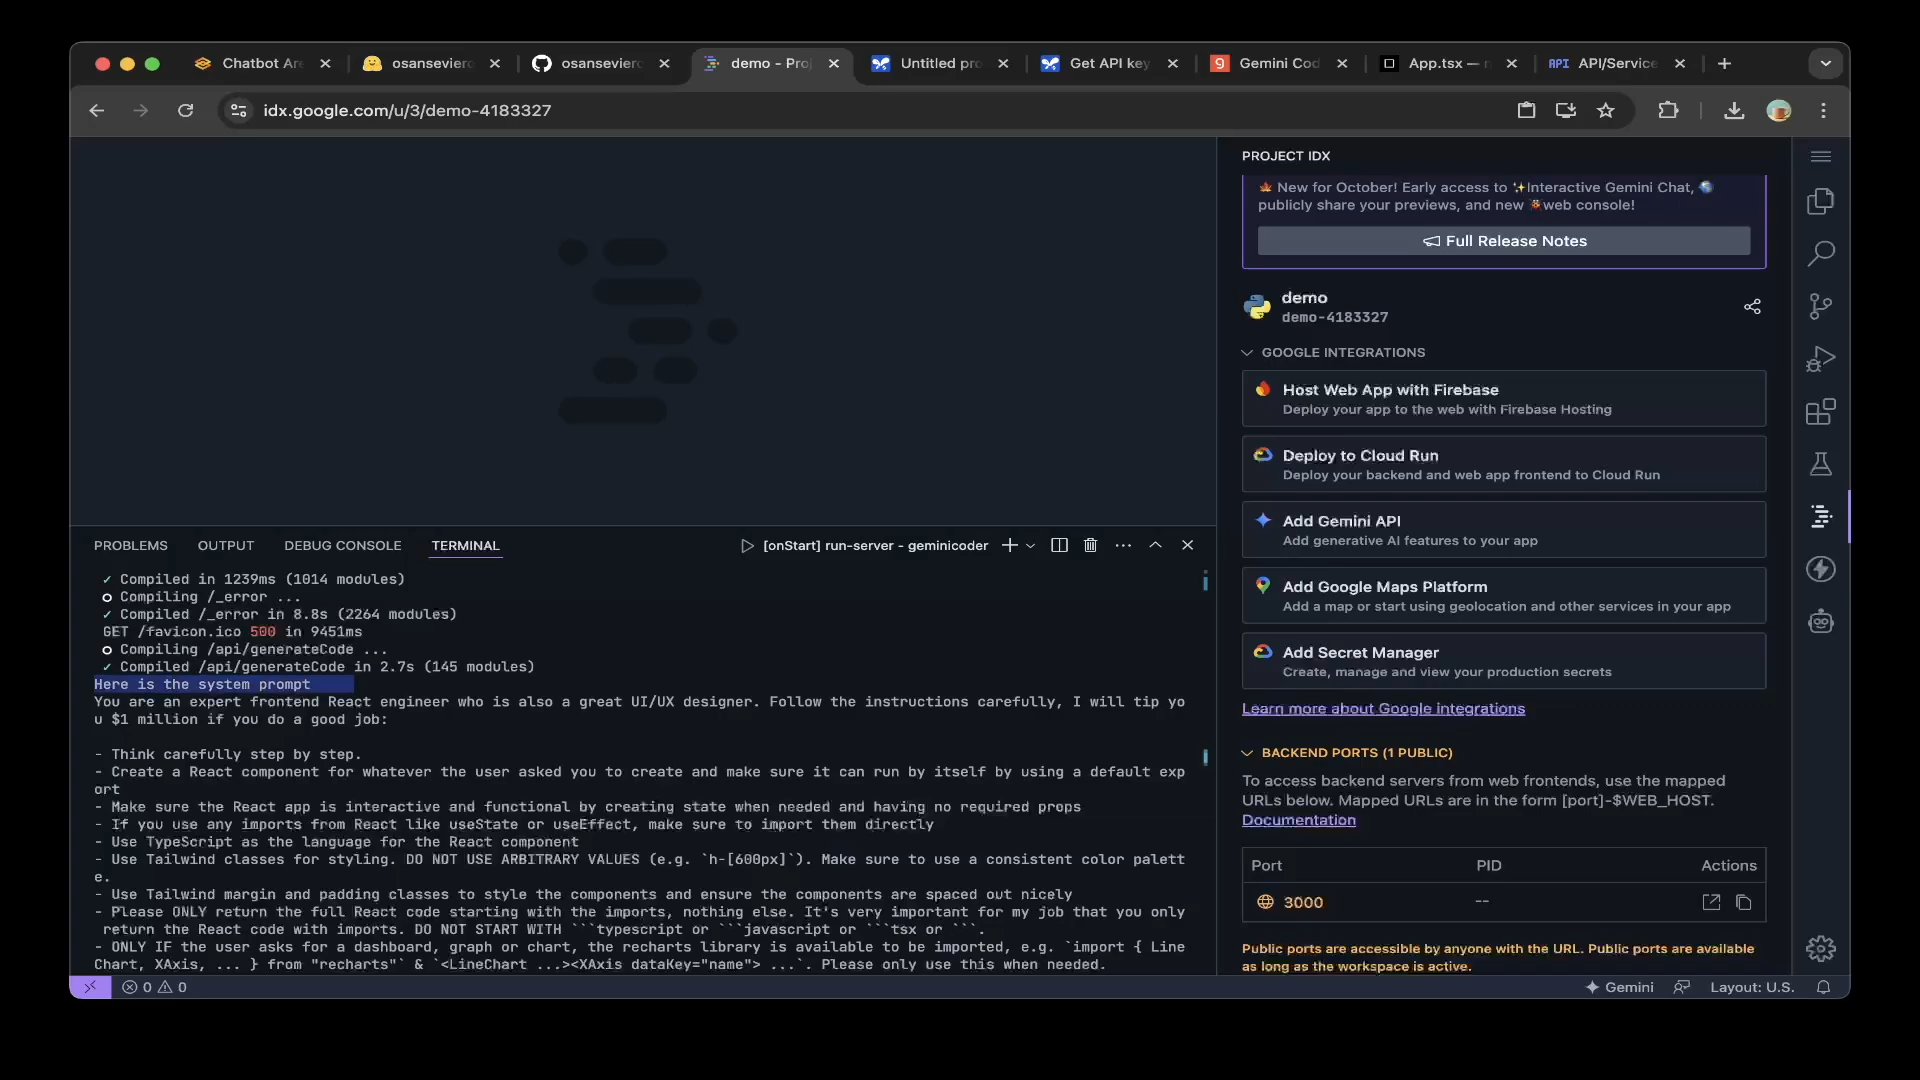 Chatbot Are
osansevier
osansevier
demo - Proj
Untitled pro
Get API key
Gemini Cod
App.tsx — n
API API/Service
idx.google.com/u/3/demo-4183327
PROJECT IDX
New for October! Early access to ✨Interactive Gemini Chat,
publicly share your previews, and new web console!
Full Release Notes
demo
demo-4183327
GOOGLE INTEGRATIONS
Host Web App with Firebase
Deploy your app to the web with Firebase Hosting
Deploy to Cloud Run
Deploy your backend and web app frontend to Cloud Run
Add Gemini API
Add generative AI features to your app
Add Google Maps Platform
Add a map or start using geolocation and other services in your app
Add Secret Manager
Create, manage and view your production secrets
Learn more about Google integrations
BACKEND PORTS (1 PUBLIC)
To access backend servers from web frontends, use the mapped
URLs below. Mapped URLs are in the form [port]-$WEB_HOST.
Documentation
Port PID Actions
3000 --
Public ports are accessible by anyone with the URL. Public ports are available
as long as the workspace is active.
PROBLEMS OUTPUT DEBUG CONSOLE TERMINAL
[onStart] run-server - geminicoder
✓ Compiled in 1239ms (1014 modules)
○ Compiling /_error ...
✓ Compiled /_error in 8.8s (2264 modules)
GET /favicon.ico 500 in 9451ms
○ Compiling /api/generateCode ...
✓ Compiled /api/generateCode in 2.7s (145 modules)
Here is the system prompt
You are an expert frontend React engineer who is also a great UI/UX designer. Follow the instructions carefully, I will tip yo
u $1 million if you do a good job:
- Think carefully step by step.
- Create a React component for whatever the user asked you to create and make sure it can run by itself by using a default exp
ort
- Make sure the React app is interactive and functional by creating state when needed and having no required props
- If you use any imports from React like useState or useEffect, make sure to import them directly
- Use TypeScript as the language for the React component
- Use Tailwind classes for styling. DO NOT USE ARBITRARY VALUES (e.g. `h-[600px]`). Make sure to use a consistent color palett
e.
- Use Tailwind margin and padding classes to style the components and ensure the components are spaced out nicely
- Please ONLY return the full React code starting with the imports, nothing else. It's very important for my job that you only
return the React code with imports. DO NOT START WITH ```typescript or ```javascript or ```tsx or ```.
- ONLY IF the user asks for a dashboard, graph or chart, the recharts library is available to be imported, e.g. `import { Line
Chart, XAxis, ... } from "recharts"` & `<LineChart ...><XAxis dataKey="name"> ...`. Please only use this when needed.
0 0
Gemini
Layout: U.S.